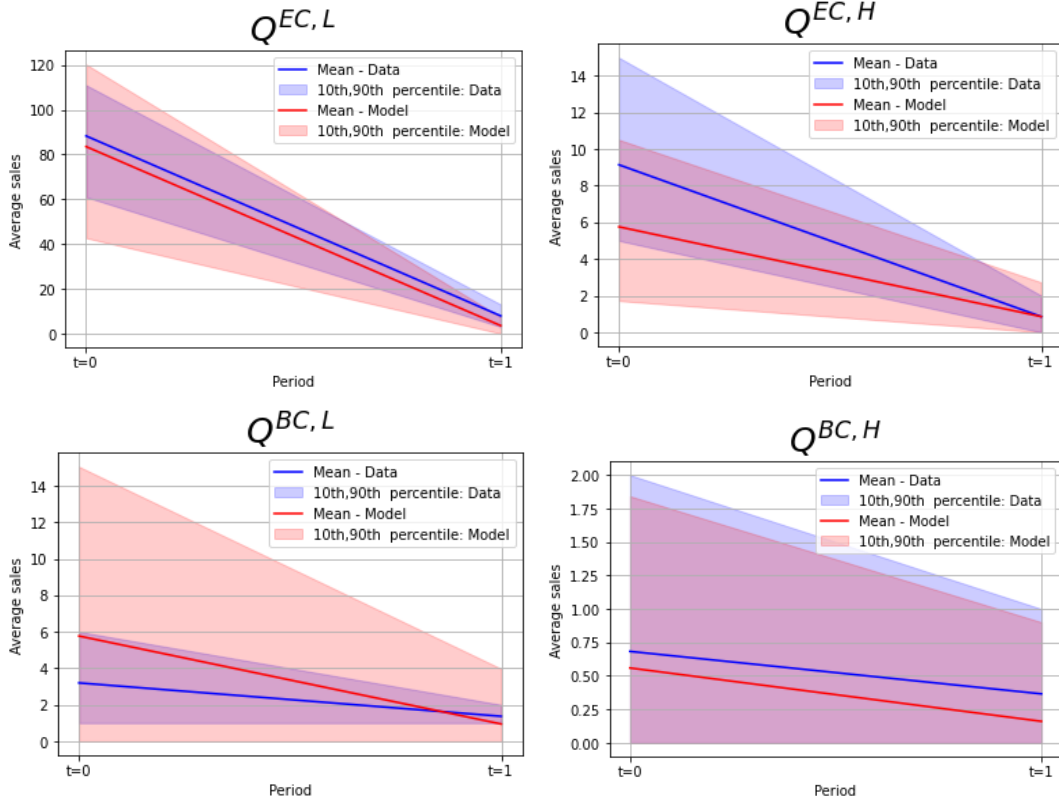 Q^{EC, L}
120
100
80
60
40
20
0
Average sales
Mean - Data
10th,90th percentile: Data
Mean - Model
10th,90th percentile: Model
t=0
t=1
Period
Q^{EC, H}
14
12
10
8
6
4
2
0
Average sales
Mean - Data
10th,90th percentile: Data
Mean - Model
10th,90th percentile: Model
t=0
t=1
Period
Q^{BC, L}
14
12
10
8
6
4
2
0
Average sales
Mean - Data
10th,90th percentile: Data
Mean - Model
10th,90th percentile: Model
t=0
t=1
Period
Q^{BC, H}
2.00
1.75
1.50
1.25
1.00
0.75
0.50
0.25
0.00
Average sales
Mean - Data
10th,90th percentile: Data
Mean - Model
10th,90th percentile: Model
t=0
t=1
Period